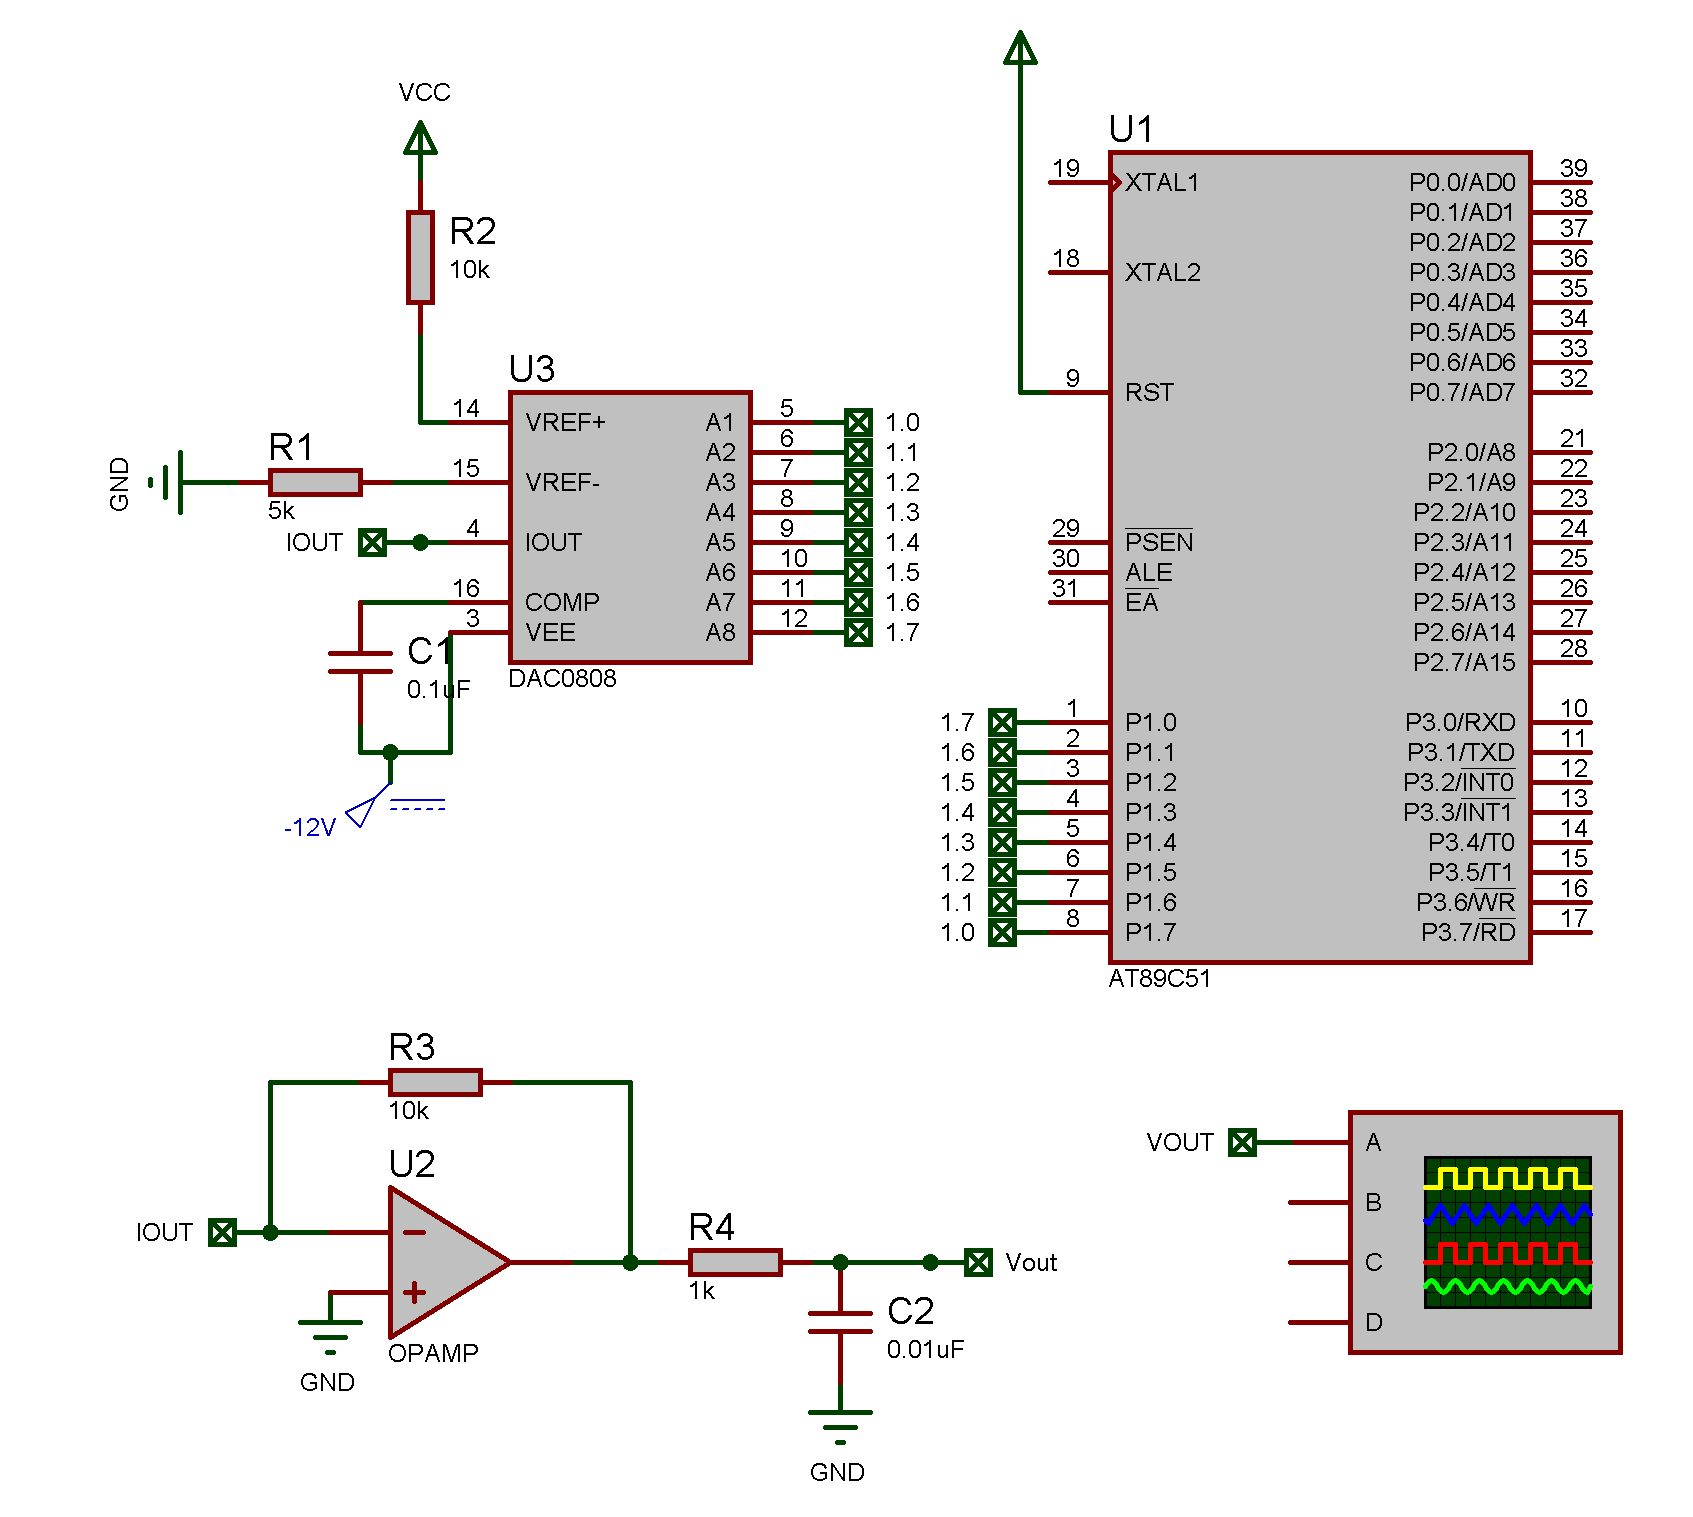 VCC
R2
10k
U3
14
VREF+
15
VREF-
4
IOUT
16
COMP
3
VEE
A1
5
1.0
A2
6
1.1
A3
7
1.2
A4
8
1.3
A5
9
1.4
A6
10
1.5
A7
11
1.6
A8
12
1.7
DAC0808
GND
R1
5k
IOUT
C1
0.1uF
-12V
U1
19
XTAL1
18
XTAL2
9
RST
29
PSEN
30
ALE
31
EA
1.7
1
P1.0
1.6
2
P1.1
1.5
3
P1.2
1.4
4
P1.3
1.3
5
P1.4
1.2
6
P1.5
1.1
7
P1.6
1.0
8
P1.7
P0.0/AD0
39
P0.1/AD1
38
P0.2/AD2
37
P0.3/AD3
36
P0.4/AD4
35
P0.5/AD5
34
P0.6/AD6
33
P0.7/AD7
32
P2.0/A8
21
P2.1/A9
22
P2.2/A10
23
P2.3/A11
24
P2.4/A12
25
P2.5/A13
26
P2.6/A14
27
P2.7/A15
28
P3.0/RXD
10
P3.1/TXD
11
P3.2/INT0
12
P3.3/INT1
13
P3.4/T0
14
P3.5/T1
15
P3.6/WR
16
P3.7/RD
17
AT89C51
R3
10k
U2
IOUT
OPAMP
GND
R4
1k
Vout
C2
0.01uF
GND
VOUT
A
B
C
D